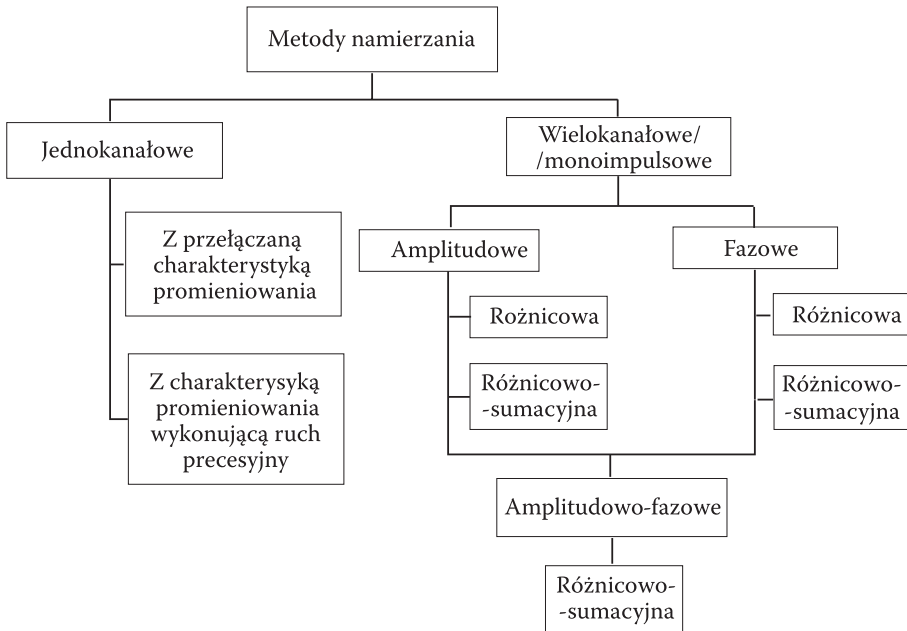 Metody namierzania
Jednokanałowe
Wielokanałowe/
/monoimpulsowe
Z przełączaną
charakterystyką
promieniowania
Z charakterysyką
promieniowania
wykonującą ruch
precesyjny
Amplitudowe
Rożnicowa
Różnicowo-
-sumacyjna
Fazowe
Różnicowa
Różnicowo-
-sumacyjna
Amplitudowo-fazowe
Różnicowo-
-sumacyjna